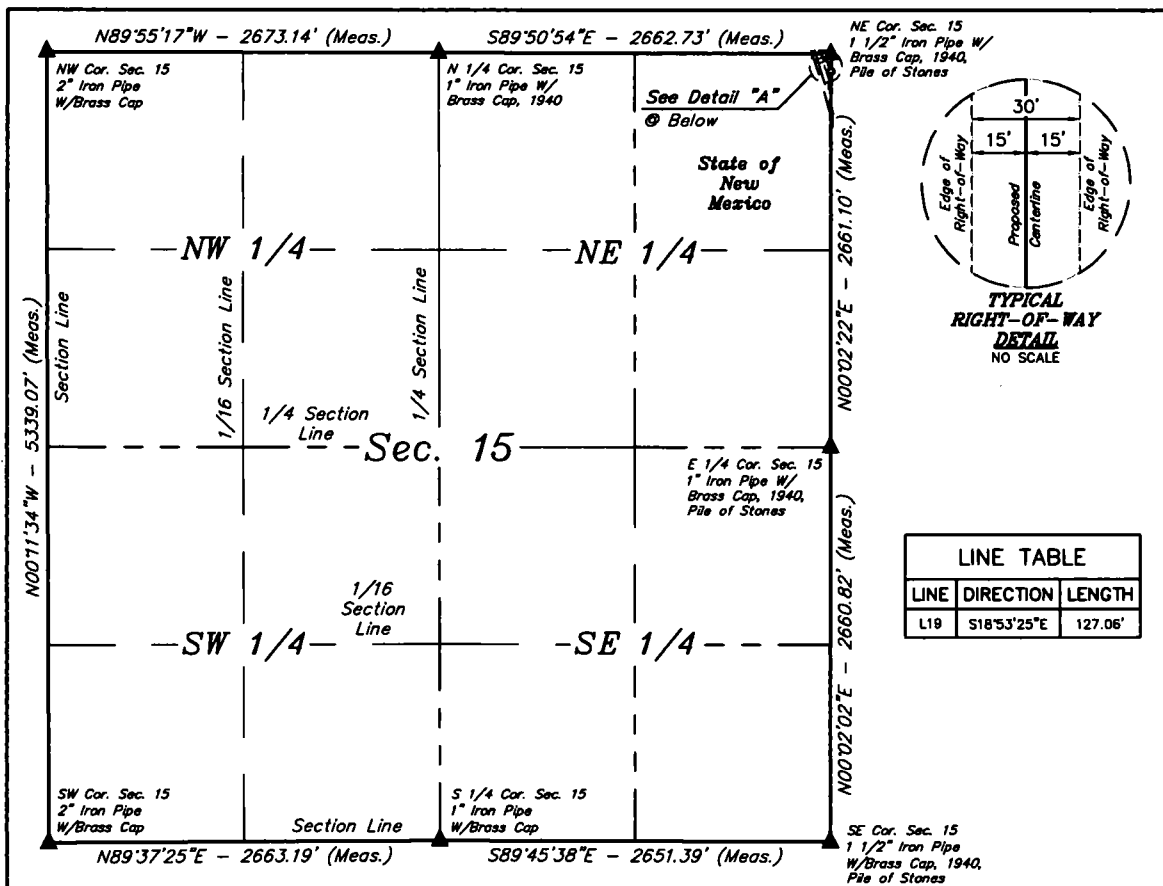 N89°55'17"W - 2673.14' (Meas.)
S89°50'54"E - 2662.73' (Meas.)
NE Cor. Sec. 15
1 1/2" Iron Pipe W/
Brass Cap, 1940,
Pile of Stones
NW Cor. Sec. 15
2" Iron Pipe
W/Brass Cap
N 1/4 Cor. Sec. 15
1" Iron Pipe W/
Brass Cap, 1940
See Detail "A"
@ Below
State of
New
Mexico
30'
15'
15'
Edge of
Right-of-Way
Proposed
Centerline
Edge of
Right-of-Way
TYPICAL
RIGHT-OF-WAY
DETAIL
NO SCALE
NW 1/4
NE 1/4
N00°11'34"W - 5339.07' (Meas.)
Section Line
1/16 Section Line
1/4 Section Line
N00°02'22"E - 2661.10' (Meas.)
1/4 Section
Line
Sec. 15
E 1/4 Cor. Sec. 15
1" Iron Pipe W/
Brass Cap, 1940,
Pile of Stones
LINE TABLE
LINE DIRECTION LENGTH
L19 S18°53'25"E 127.06'
1/16
Section
Line
SW 1/4
SE 1/4
N00°02'02"E - 2660.82' (Meas.)
SW Cor. Sec. 15
2" Iron Pipe
W/Brass Cap
Section Line
S 1/4 Cor. Sec. 15
1" Iron Pipe
W/Brass Cap
N89°37'25"E - 2663.19' (Meas.)
S89°45'38"E - 2651.39' (Meas.)
SE Cor. Sec. 15
1 1/2" Iron Pipe
W/Brass Cap, 1940,
Pile of Stones